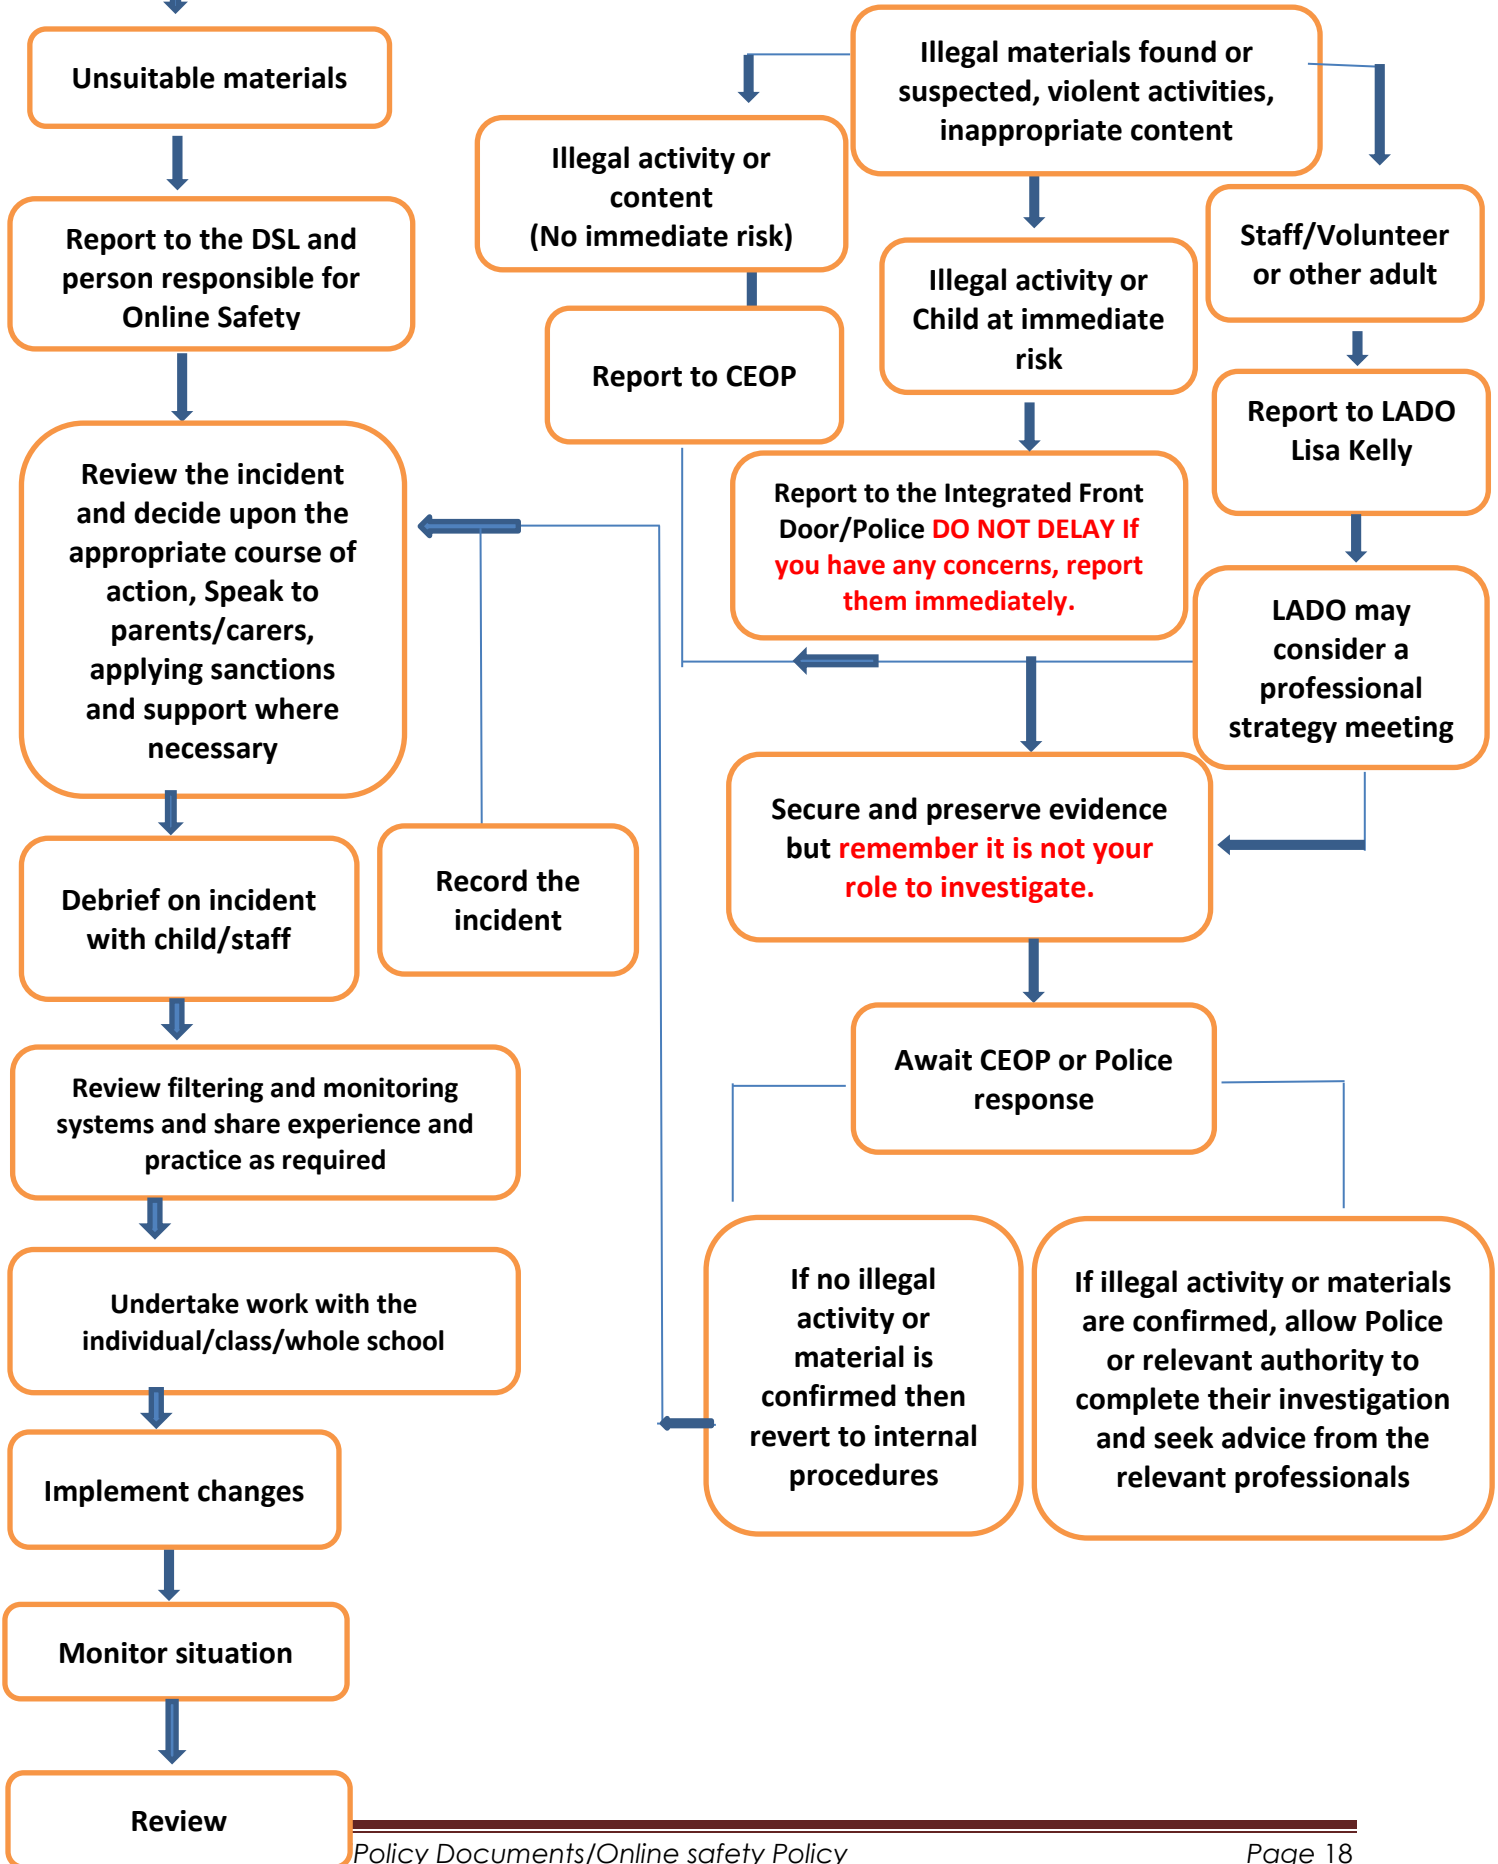 Unsuitable materials
Report to the DSL and
person responsible for
Online Safety
Review the incident
and decide upon the
appropriate course of
action, Speak to
parents/carers,
applying sanctions
and support where
necessary
Debrief on incident
with child/staff
Record the
incident
Review filtering and monitoring
systems and share experience and
practice as required
Undertake work with the
individual/class/whole school
Implement changes
Monitor situation
Review
Illegal materials found or
suspected, violent activities,
inappropriate content
Illegal activity or
content
(No immediate risk)
Report to CEOP
Illegal activity or
Child at immediate
risk
Report to the Integrated Front
Door/Police DO NOT DELAY If
you have any concerns, report
them immediately.
Staff/Volunteer
or other adult
Report to LADO
Lisa Kelly
LADO may
consider a
professional
strategy meeting
Secure and preserve evidence
but remember it is not your
role to investigate.
Await CEOP or Police
response
If no illegal
activity or
material is
confirmed then
revert to internal
procedures
If illegal activity or materials
are confirmed, allow Police
or relevant authority to
complete their investigation
and seek advice from the
relevant professionals
Policy Documents/Online safety Policy Page 18